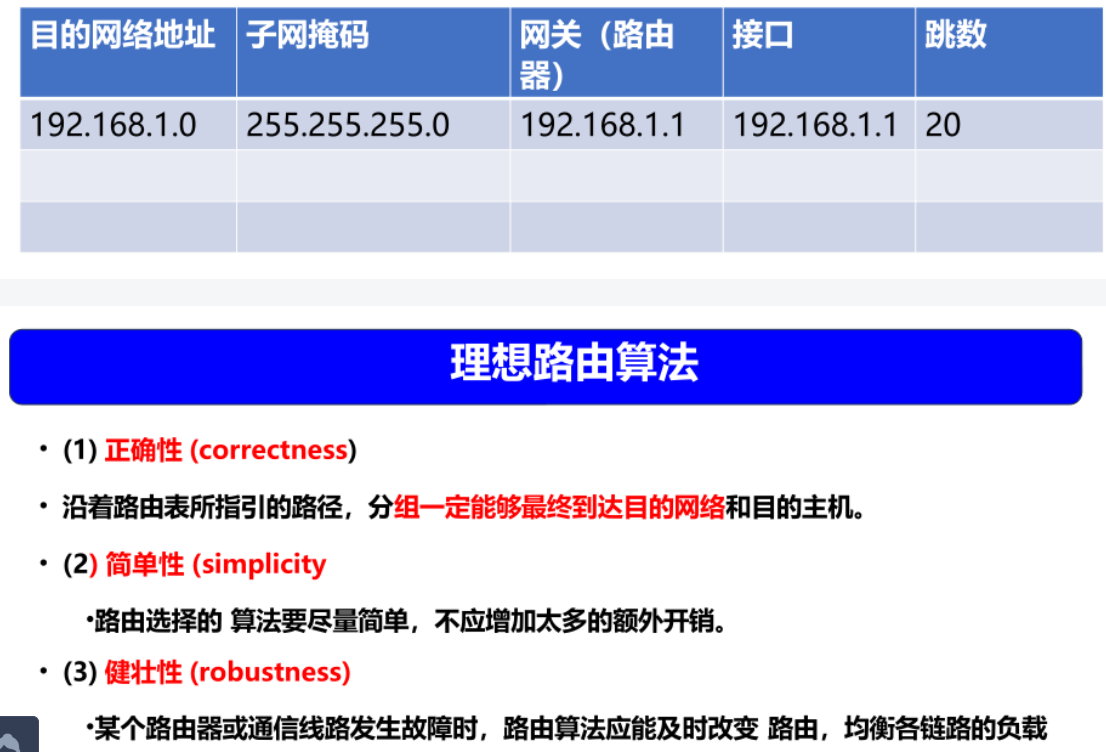 目的网络地址 子网掩码 网关（路由器） 接口 跳数
192.168.1.0 255.255.255.0 192.168.1.1 192.168.1.1 20
理想路由算法
• (1) 正确性 (correctness)
• 沿着路由表所指引的路径，分组一定能够最终到达目的网络和目的主机。
• (2) 简单性 (simplicity
•路由选择的 算法要尽量简单，不应增加太多的额外开销。
• (3) 健壮性 (robustness)
•某个路由器或通信线路发生故障时，路由算法应能及时改变 路由，均衡各链路的负载